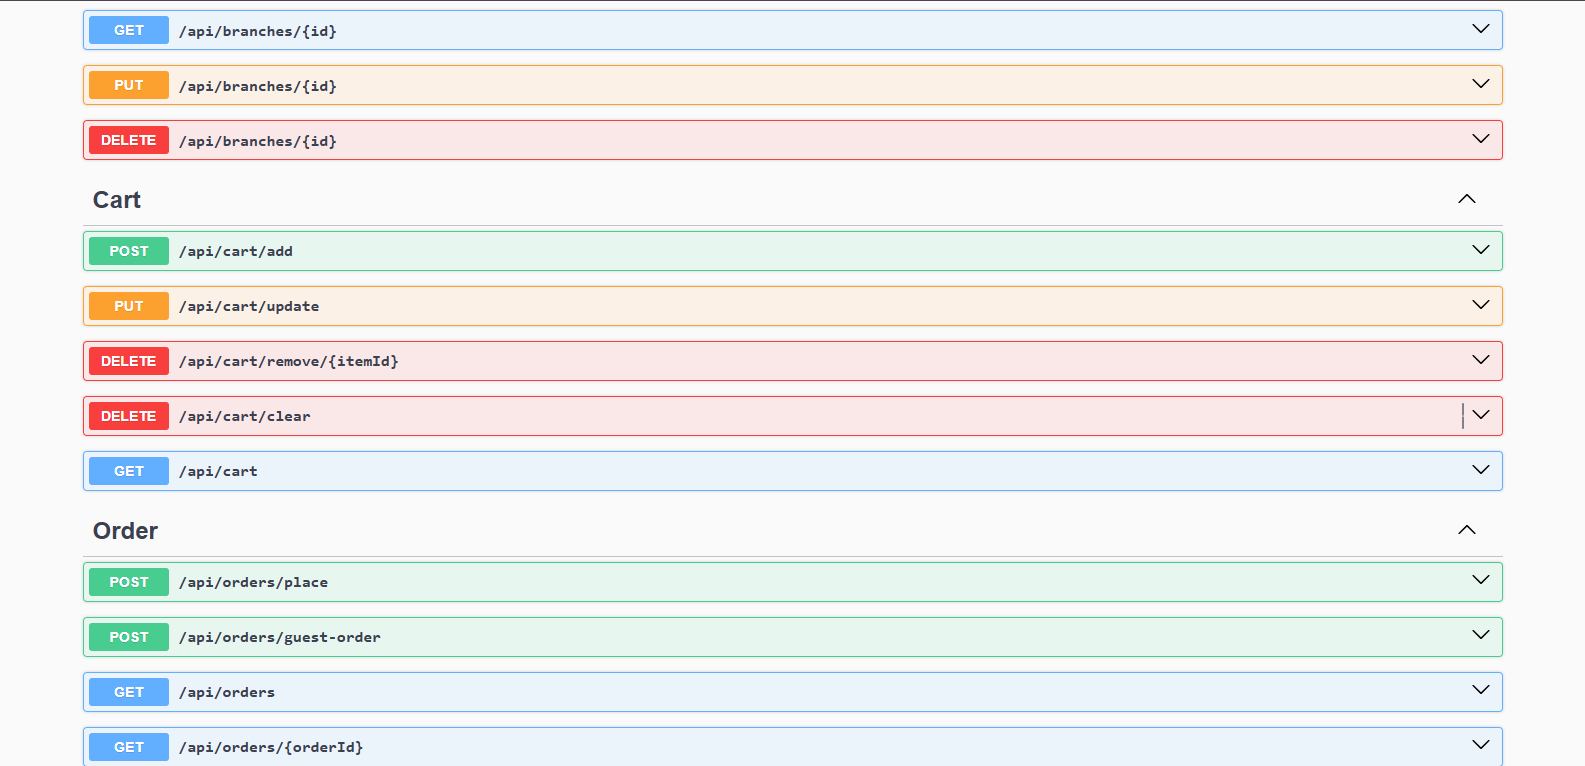 GET /api/branches/{id}
PUT /api/branches/{id}
DELETE /api/branches/{id}
Cart
POST /api/cart/add
PUT /api/cart/update
DELETE /api/cart/remove/{itemId}
DELETE /api/cart/clear
GET /api/cart
Order
POST /api/orders/place
POST /api/orders/guest-order
GET /api/orders
GET /api/orders/{orderId}